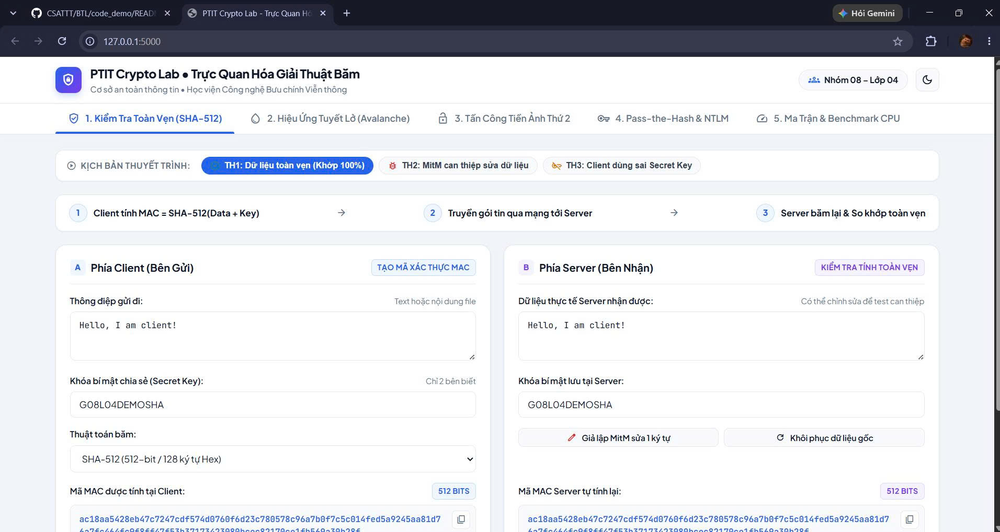 CSATTT/BTL/code_demo/READ
PTIT Crypto Lab - Trực Quan Hó
Hỏi Gemini
127.0.0.1:5000
PTIT Crypto Lab • Trực Quan Hóa Giải Thuật Băm
Cơ sở an toàn thông tin • Học viện Công nghệ Bưu chính Viễn thông
Nhóm 08 – Lớp 04
1. Kiểm Tra Toàn Vẹn (SHA-512)
2. Hiệu Ứng Tuyết Lở (Avalanche)
3. Tấn Công Tiền Ảnh Thứ 2
4. Pass-the-Hash & NTLM
5. Ma Trận & Benchmark CPU
KỊCH BẢN THUYẾT TRÌNH:
TH1: Dữ liệu toàn vẹn (Khớp 100%)
TH2: MitM can thiệp sửa dữ liệu
TH3: Client dùng sai Secret Key
1 Client tính MAC = SHA-512(Data + Key) →
2 Truyền gói tin qua mạng tới Server →
3 Server băm lại & So khớp toàn vẹn
A Phía Client (Bên Gửi)
TẠO MÃ XÁC THỰC MAC
Thông điệp gửi đi:
Text hoặc nội dung file
Hello, I am client!
Khóa bí mật chia sẻ (Secret Key):
Chỉ 2 bên biết
G08L04DEMOSHA
Thuật toán băm:
SHA-512 (512-bit / 128 ký tự Hex)
Mã MAC được tính tại Client:
512 BITS
ac18aa5428eb47c7247cdf574d0760f6d23c780578c96a7b0f7c5c014fed5a9245aa81d7
B Phía Server (Bên Nhận)
KIỂM TRA TÍNH TOÀN VẸN
Dữ liệu thực tế Server nhận được:
Có thể chỉnh sửa để test can thiệp
Hello, I am client!
Khóa bí mật lưu tại Server:
G08L04DEMOSHA
Giả lập MitM sửa 1 ký tự
Khôi phục dữ liệu gốc
Mã MAC Server tự tính lại:
512 BITS
ac18aa5428eb47c7247cdf574d0760f6d23c780578c96a7b0f7c5c014fed5a9245aa81d7